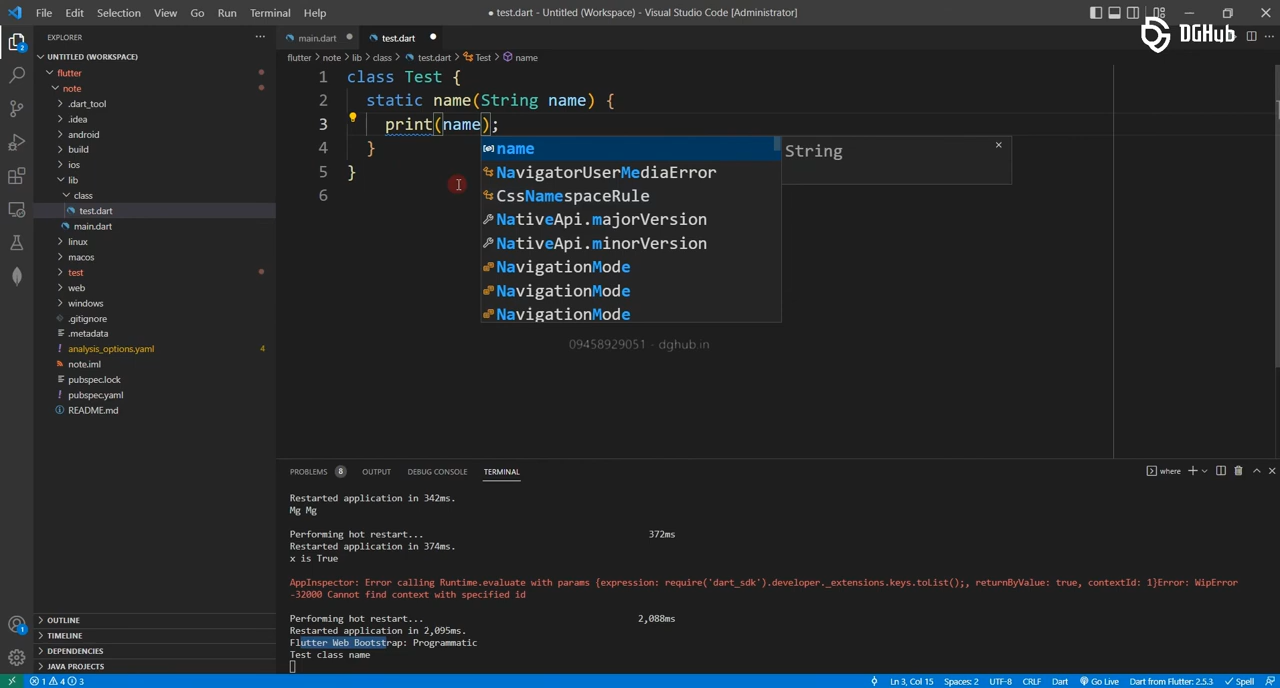 File Edit Selection View Go Run Terminal Help
● test.dart - Untitled (Workspace) - Visual Studio Code [Administrator]
DGHub
EXPLORER
UNTITLED (WORKSPACE)
flutter
note
.dart_tool
.idea
android
build
ios
lib
class
test.dart
main.dart
linux
macos
test
web
windows
.gitignore
.metadata
analysis_options.yaml 4
note.iml
pubspec.lock
pubspec.yaml
README.md
OUTLINE
TIMELINE
DEPENDENCIES
JAVA PROJECTS
2
1
main.dart ● test.dart ●
flutter > note > lib > class > test.dart > Test > name
1 class Test {
2 static name(String name) {
3 print(name);
4 }
5 }
6
name
NavigatorUserMediaError
CssNamespaceRule
NativeApi.majorVersion
NativeApi.minorVersion
NavigationMode
NavigationMode
NavigationMode
String
09458929051 - dghub.in
PROBLEMS 8 OUTPUT DEBUG CONSOLE TERMINAL
where
Restarted application in 342ms.
Mg Mg
Performing hot restart... 372ms
Restarted application in 374ms.
x is True
AppInspector: Error calling Runtime.evaluate with params {expression: require('dart_sdk').developer._extensions.keys.toList();, returnByValue: true, contextId: 1}Error: WipError
-32000 Cannot find context with specified id
Performing hot restart... 2,088ms
Restarted application in 2,095ms.
Flutter Web Bootstrap: Programmatic
Test class name
1 4 3
Ln 3, Col 15 Spaces: 2 UTF-8 CRLF Dart Go Live Dart from Flutter: 2.5.3 Spell